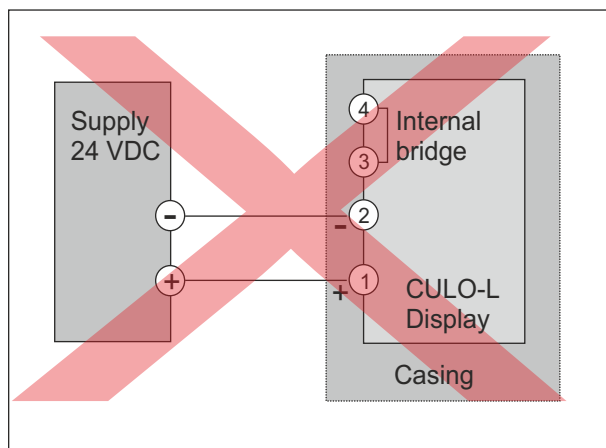 Supply
24 VDC
-
+
4
3
2
1
-
+
Internal
bridge
CULO-L
Display
Casing